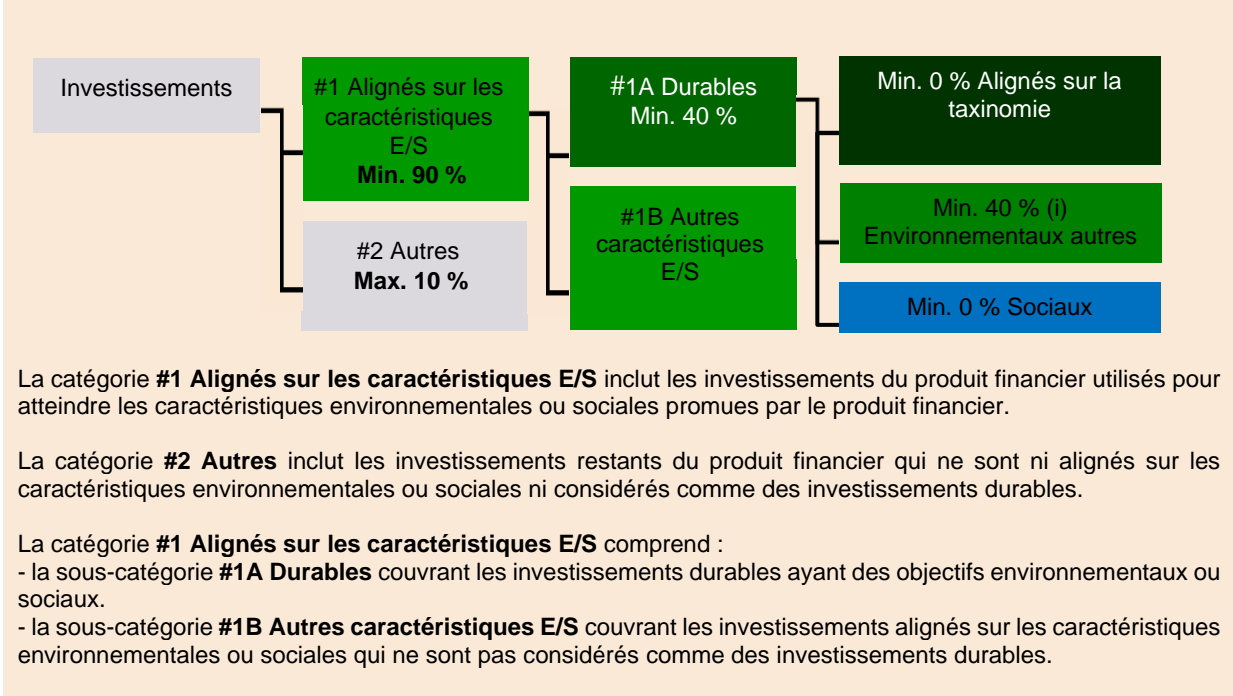 Investissements
#1 Alignés sur les
caractéristiques
E/S
Min. 90 %
#2 Autres
Max. 10 %
#1A Durables
Min. 40 %
#1B Autres
caractéristiques
E/S
Min. 0 % Alignés sur la
taxinomie
Min. 40 % (i)
Environnementaux autres
Min. 0 % Sociaux
La catégorie #1 Alignés sur les caractéristiques E/S inclut les investissements du produit financier utilisés pour
atteindre les caractéristiques environnementales ou sociales promues par le produit financier.
La catégorie #2 Autres inclut les investissements restants du produit financier qui ne sont ni alignés sur les
caractéristiques environnementales ou sociales ni considérés comme des investissements durables.
La catégorie #1 Alignés sur les caractéristiques E/S comprend :
- la sous-catégorie #1A Durables couvrant les investissements durables ayant des objectifs environnementaux ou
sociaux.
- la sous-catégorie #1B Autres caractéristiques E/S couvrant les investissements alignés sur les caractéristiques
environnementales ou sociales qui ne sont pas considérés comme des investissements durables.